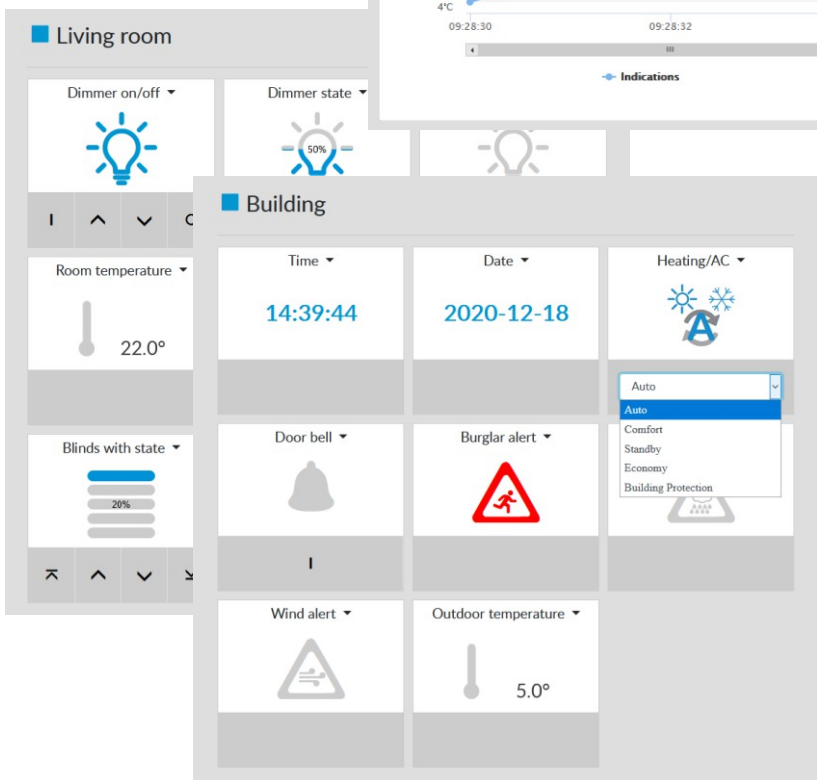 4°C
09:28:30 09:28:32
Indications
Living room
Dimmer on/off Dimmer state
50%
I
Room temperature
22.0°
Blinds with state
20%
Building
Time Date Heating/AC
14:39:44 2020-12-18
A
Auto
Auto
Comfort
Standby
Economy
Building Protection
Door bell Burglar alert
I
Wind alert Outdoor temperature
5.0°